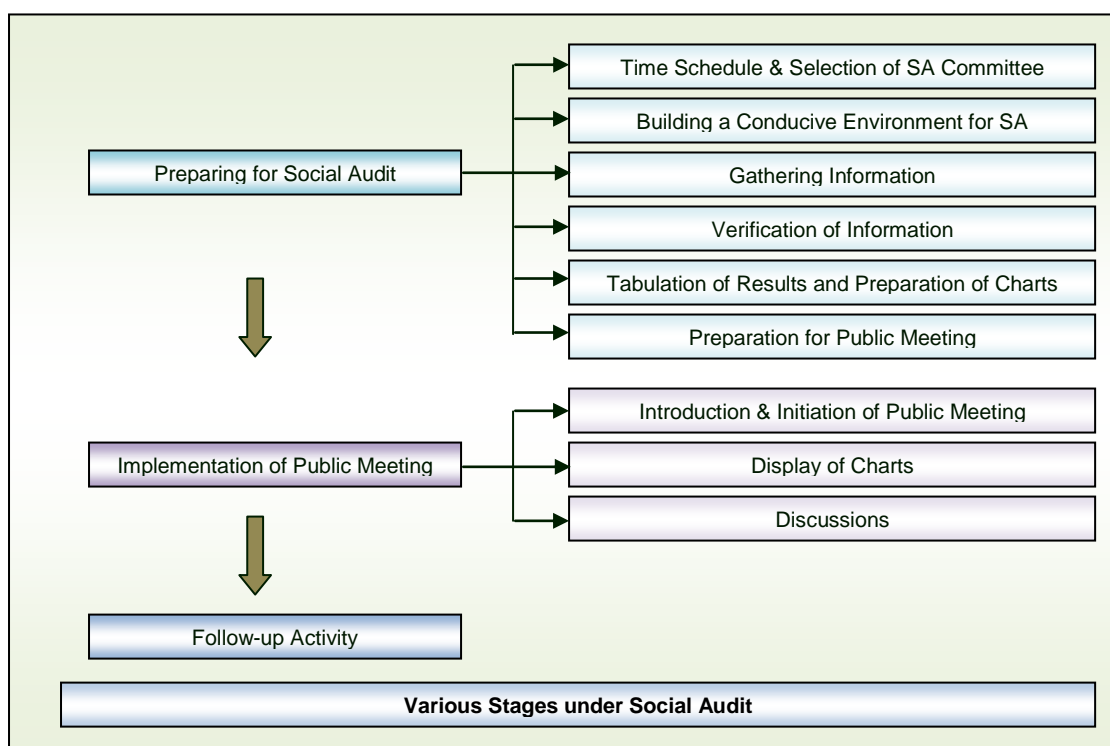 Preparing for Social Audit
Time Schedule & Selection of SA Committee
Building a Conducive Environment for SA
Gathering Information
Verification of Information
Tabulation of Results and Preparation of Charts
Preparation for Public Meeting
Implementation of Public Meeting
Introduction & Initiation of Public Meeting
Display of Charts
Discussions
Follow-up Activity
Various Stages under Social Audit